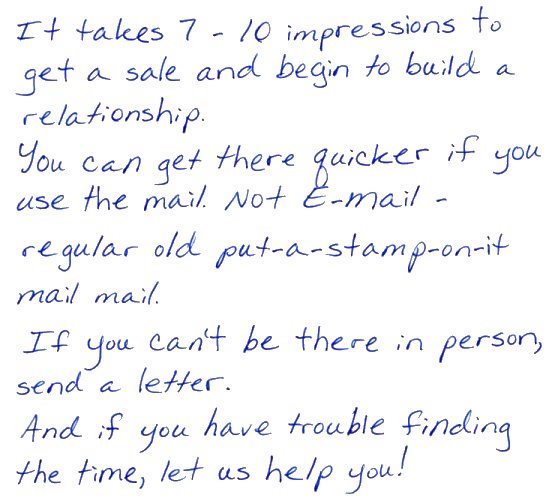 It takes 7 - 10 impressions to
get a sale and begin to build a
relationship.
You can get there quicker if you
use the mail. Not E-mail -
regular old put-a-stamp-on-it
mail mail.
If you can't be there in person,
send a letter.
And if you have trouble finding
the time, let us help you!